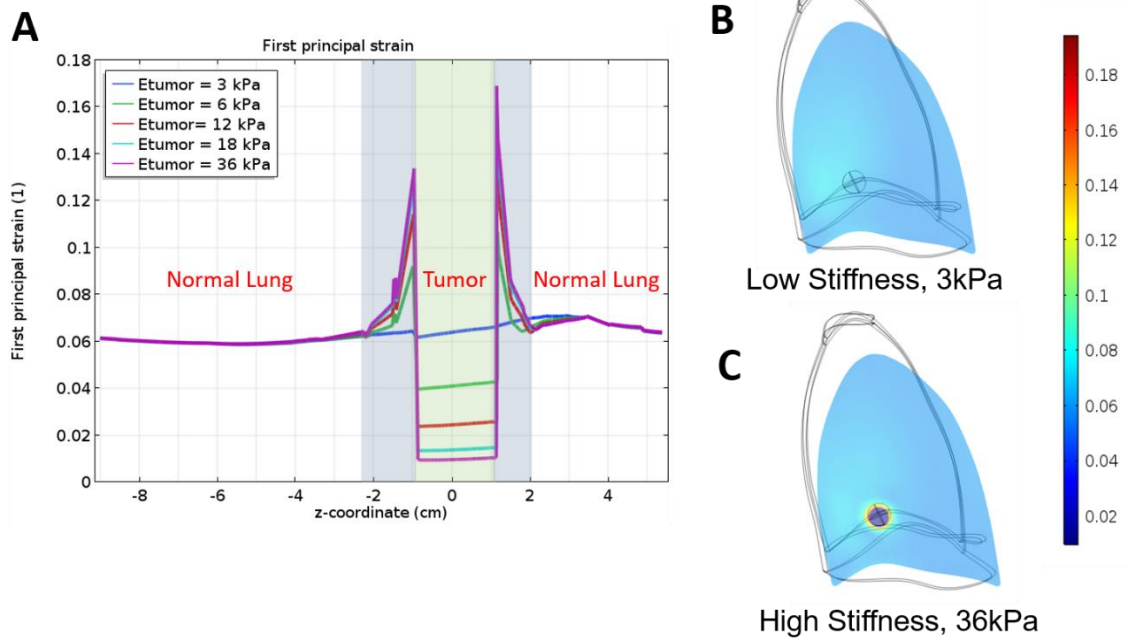 A
First principal strain
0.18
0.16
0.14
0.12
0.1
0.08
0.06
0.04
0.02
0
First principal strain (1)
Etumor = 3 kPa
Etumor = 6 kPa
Etumor= 12 kPa
Etumor = 18 kPa
Etumor = 36 kPa
Normal Lung
Tumor
Normal Lung
-8
-6
-4
-2
0
2
4
z-coordinate (cm)
B
Low Stiffness, 3kPa
C
High Stiffness, 36kPa
0.18
0.16
0.14
0.12
0.1
0.08
0.06
0.04
0.02